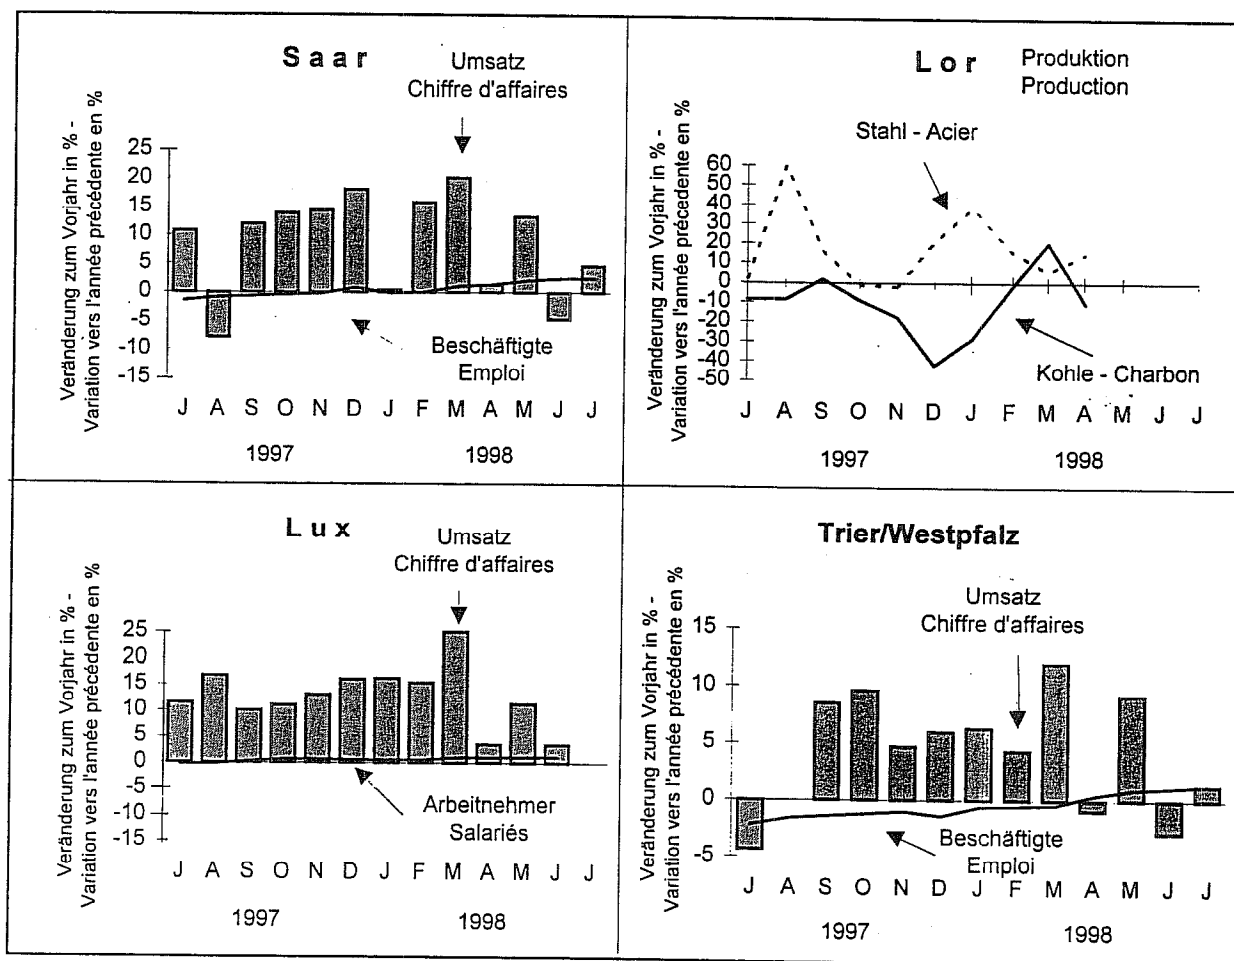 Saar
Umsatz
Chiffre d'affaires
Veränderung zum Vorjahr in % -
Variation vers l'année précédente en %
25
20
15
10
5
0
-5
-10
-15
Beschäftigte
Emploi
J A S O N D J F M A M J J
1997 1998
Lor
Produktion
Production
Stahl - Acier
Veränderung zum Vorjahr in % -
Variation vers l'année précédente en %
60
50
40
30
20
10
0
-10
-20
-30
-40
-50
Kohle - Charbon
J A S O N D J F M A M J J
1997 1998
Lux
Umsatz
Chiffre d'affaires
Veränderung zum Vorjahr in % -
Variation vers l'année précédente en %
25
20
15
10
5
0
-5
-10
-15
Arbeitnehmer
Salariés
J A S O N D J F M A M J J
1997 1998
Trier/Westpfalz
Umsatz
Chiffre d'affaires
Veränderung zum Vorjahr in % -
Variation vers l'année précédente en %
15
10
5
0
-5
Beschäftigte
Emploi
J A S O N D J F M A M J J
1997 1998